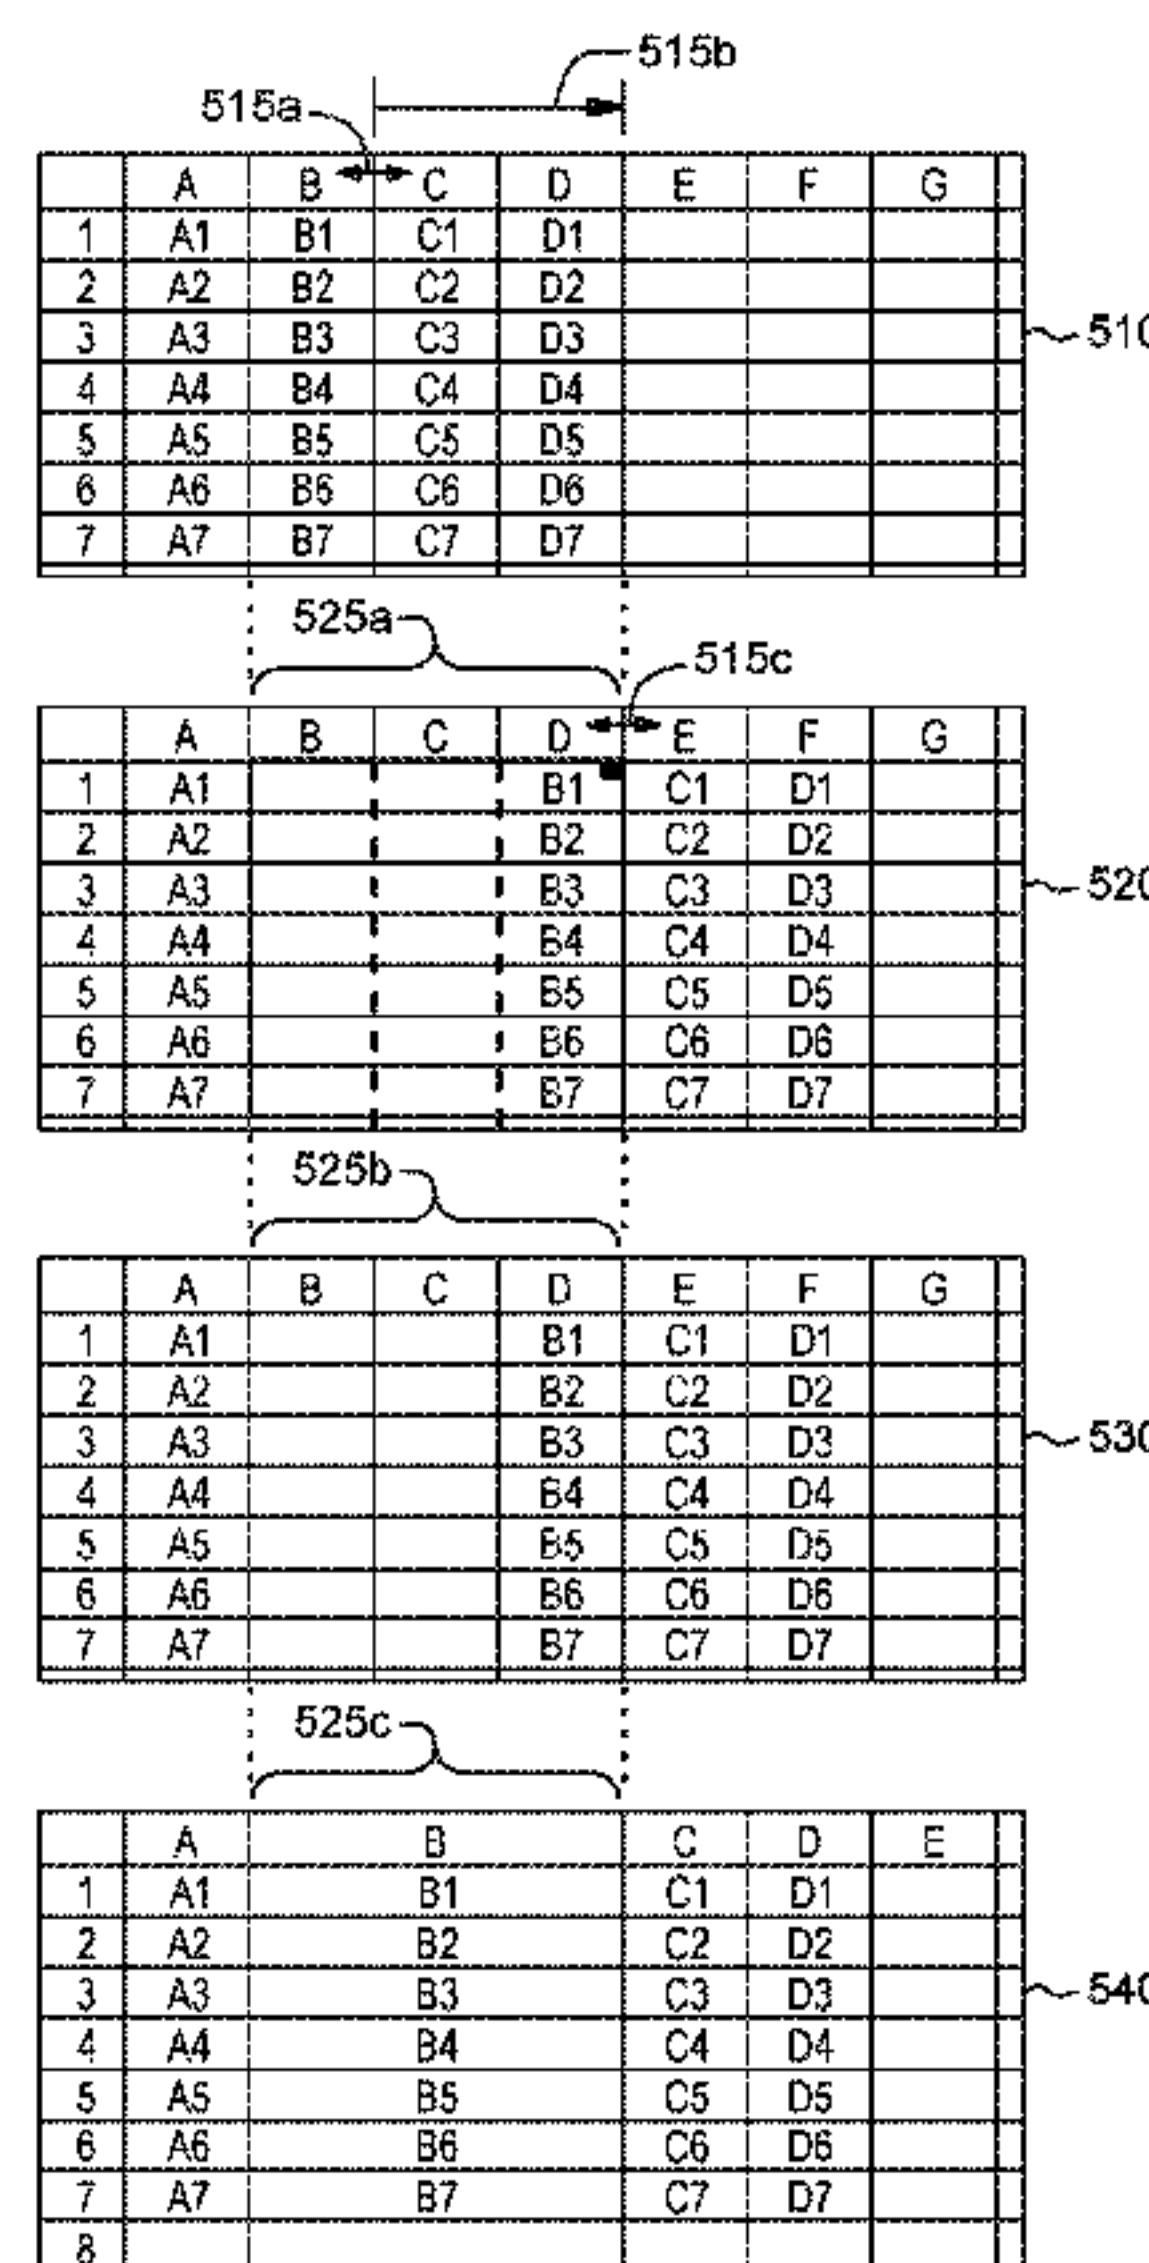 515b
515a
A B C D E F G
1 A1 B1 C1 D1
2 A2 B2 C2 D2
3 A3 B3 C3 D3 510
4 A4 B4 C4 D4
5 A5 B5 C5 D5
6 A6 B6 C6 D6
7 A7 B7 C7 D7
525a
515c
A B C D E F G
1 A1 B1 C1 D1
2 A2 B2 C2 D2
3 A3 B3 C3 D3 520
4 A4 B4 C4 D4
5 A5 B5 C5 D5
6 A6 B6 C6 D6
7 A7 B7 C7 D7
525b
A B C D E F G
1 A1 B1 C1 D1
2 A2 B2 C2 D2
3 A3 B3 C3 D3 530
4 A4 B4 C4 D4
5 A5 B5 C5 D5
6 A6 B6 C6 D6
7 A7 B7 C7 D7
525c
A B C D E
1 A1 B1 C1 D1
2 A2 B2 C2 D2
3 A3 B3 C3 D3 540
4 A4 B4 C4 D4
5 A5 B5 C5 D5
6 A6 B6 C6 D6
7 A7 B7 C7 D7
8